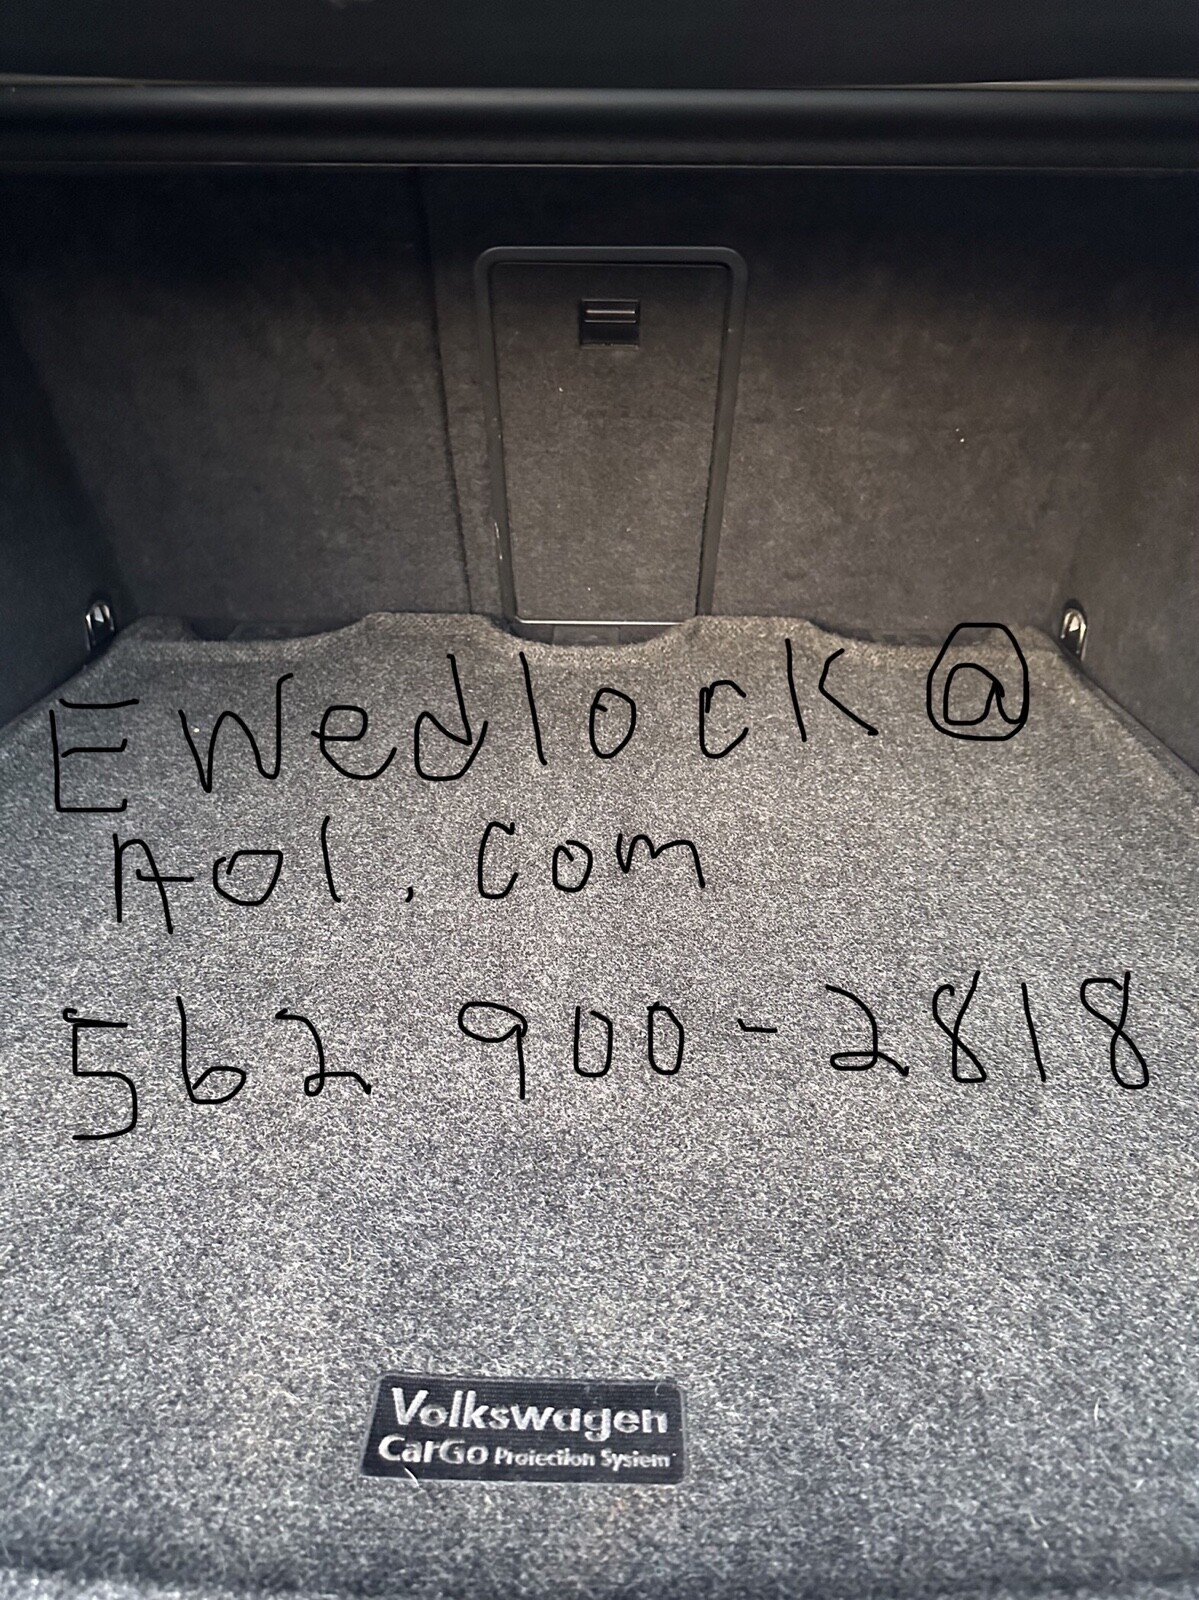 EWedlock@
Aol.com
562 900-2818
Volkswagen
CarGo Protection System